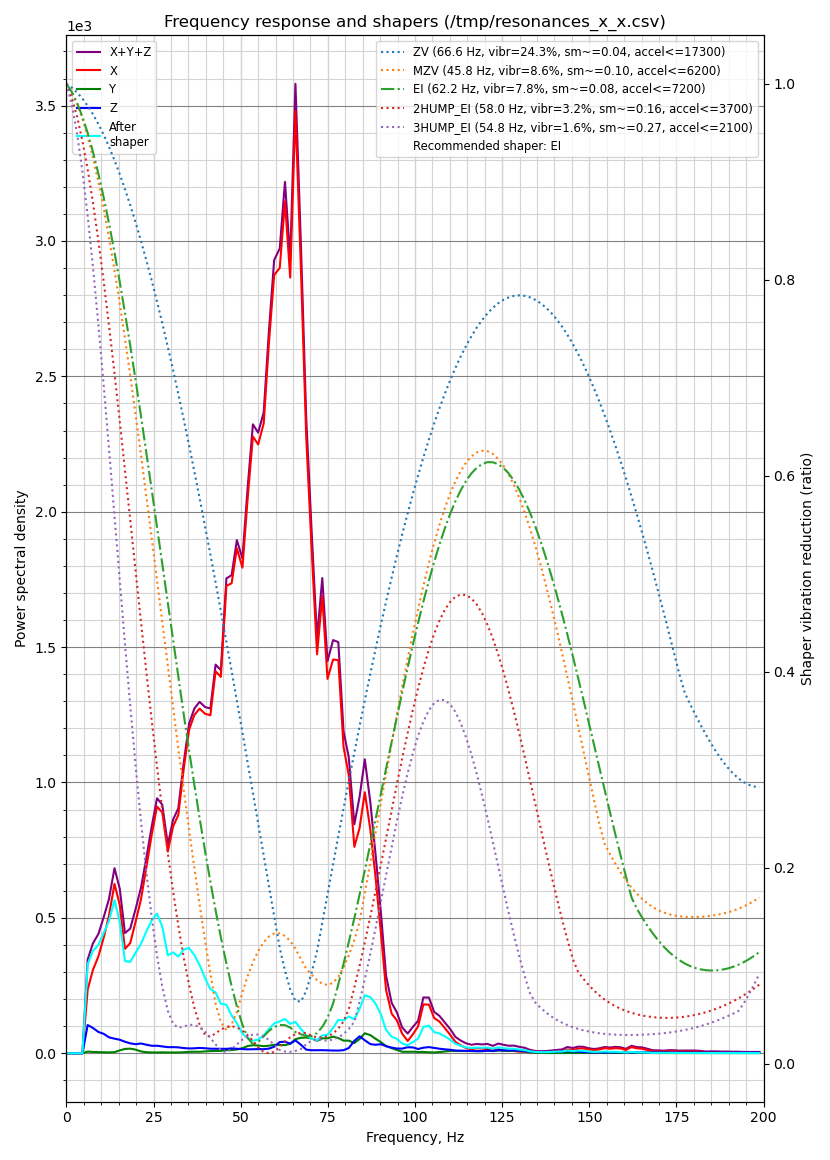 Frequency response and shapers (/tmp/resonances_x_x.csv)
1e3
X+Y+Z
X
Y
Z
After
shaper
ZV (66.6 Hz, vibr=24.3%, sm~=0.04, accel<=17300)
MZV (45.8 Hz, vibr=8.6%, sm~=0.10, accel<=6200)
EI (62.2 Hz, vibr=7.8%, sm~=0.08, accel<=7200)
2HUMP_EI (58.0 Hz, vibr=3.2%, sm~=0.16, accel<=3700)
3HUMP_EI (54.8 Hz, vibr=1.6%, sm~=0.27, accel<=2100)
Recommended shaper: EI
3.5
3.0
2.5
2.0
1.5
1.0
0.5
0.0
Power spectral density
1.0
0.8
0.6
0.4
0.2
0.0
Shaper vibration reduction (ratio)
0 25 50 75 100 125 150 175 200
Frequency, Hz